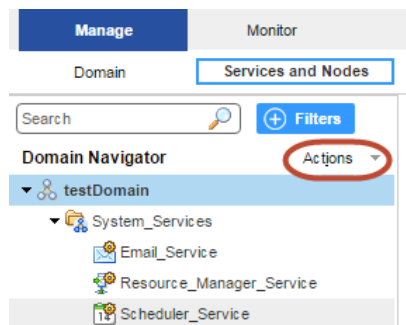 Manage Monitor
Domain Services and Nodes
Search Filters
Domain Navigator Actions
testDomain
System_Services
Email_Service
Resource_Manager_Service
Scheduler_Service